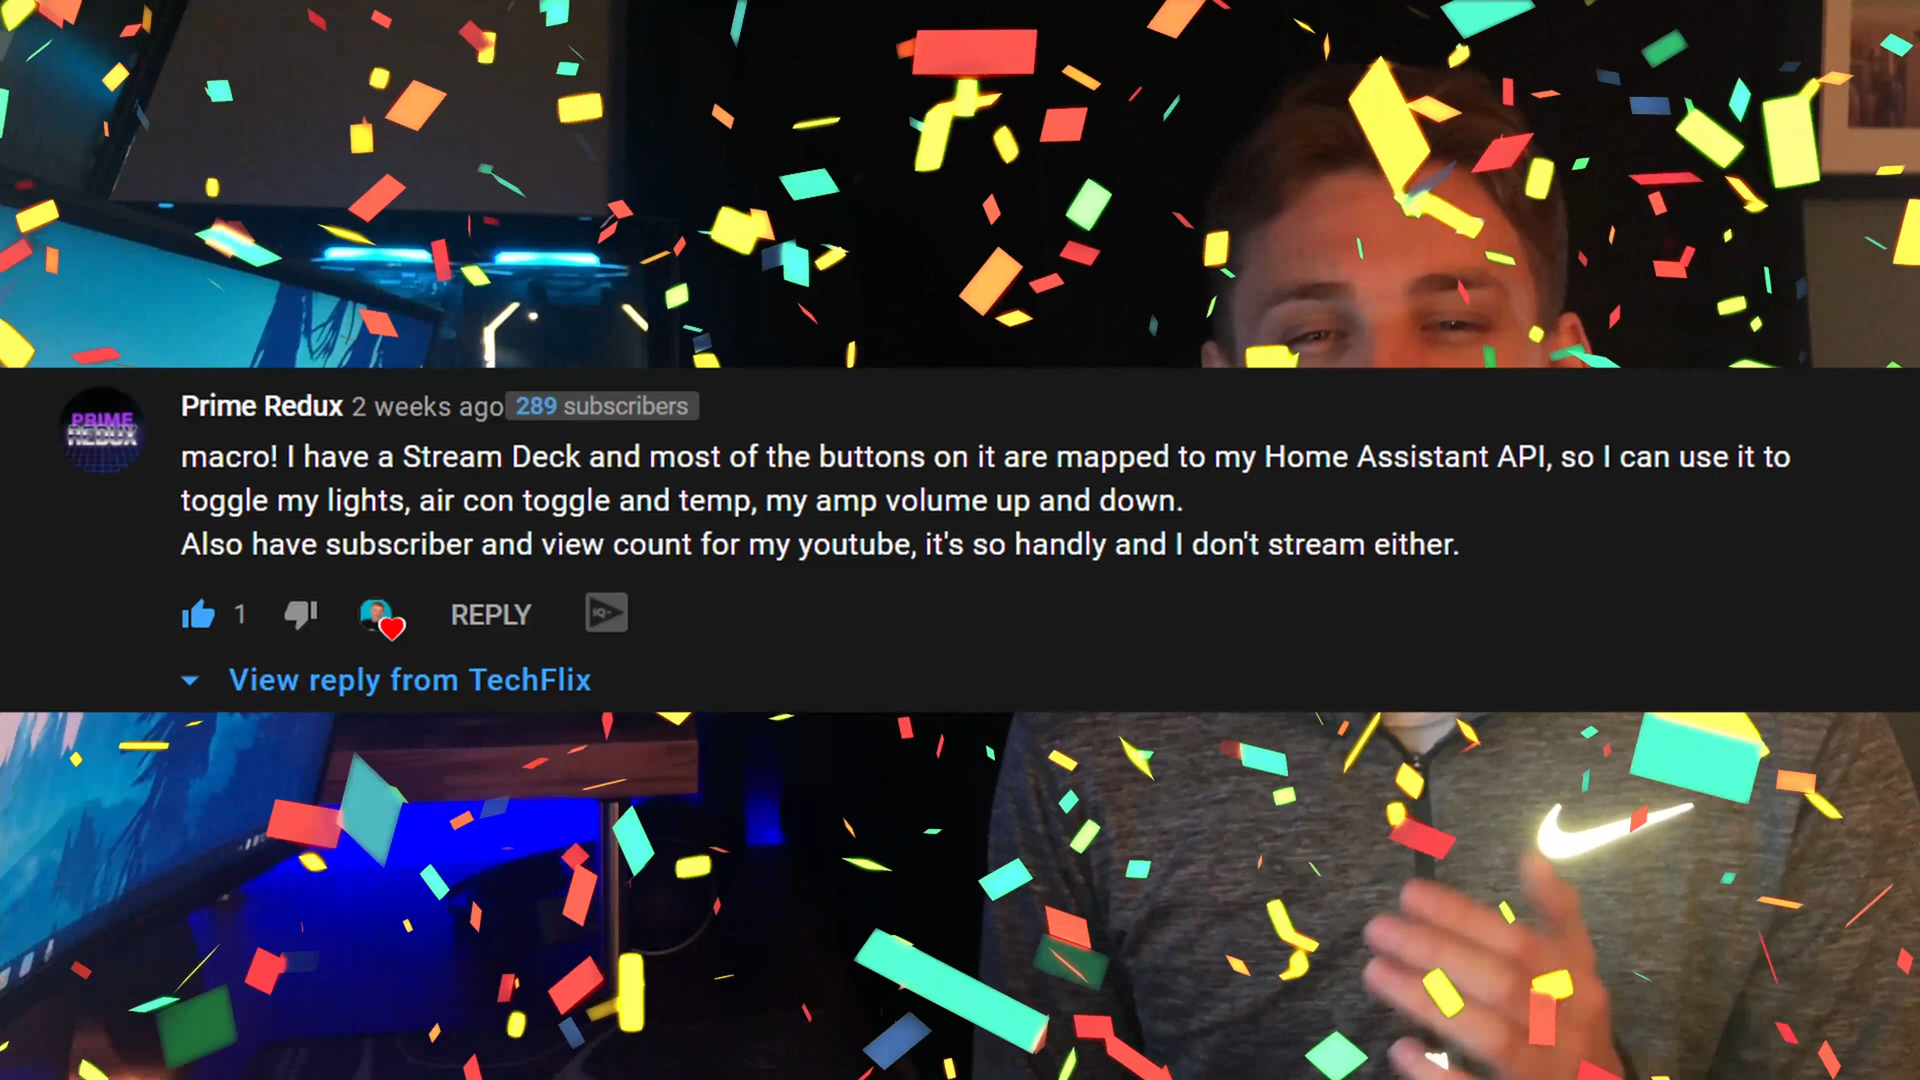 PRIME
REDUX
Prime Redux 2 weeks ago 289 subscribers
macro! I have a Stream Deck and most of the buttons on it are mapped to my Home Assistant API, so I can use it to
toggle my lights, air con toggle and temp, my amp volume up and down.
Also have subscriber and view count for my youtube, it's so handly and I don't stream either.
1 REPLY IQ
View reply from TechFlix